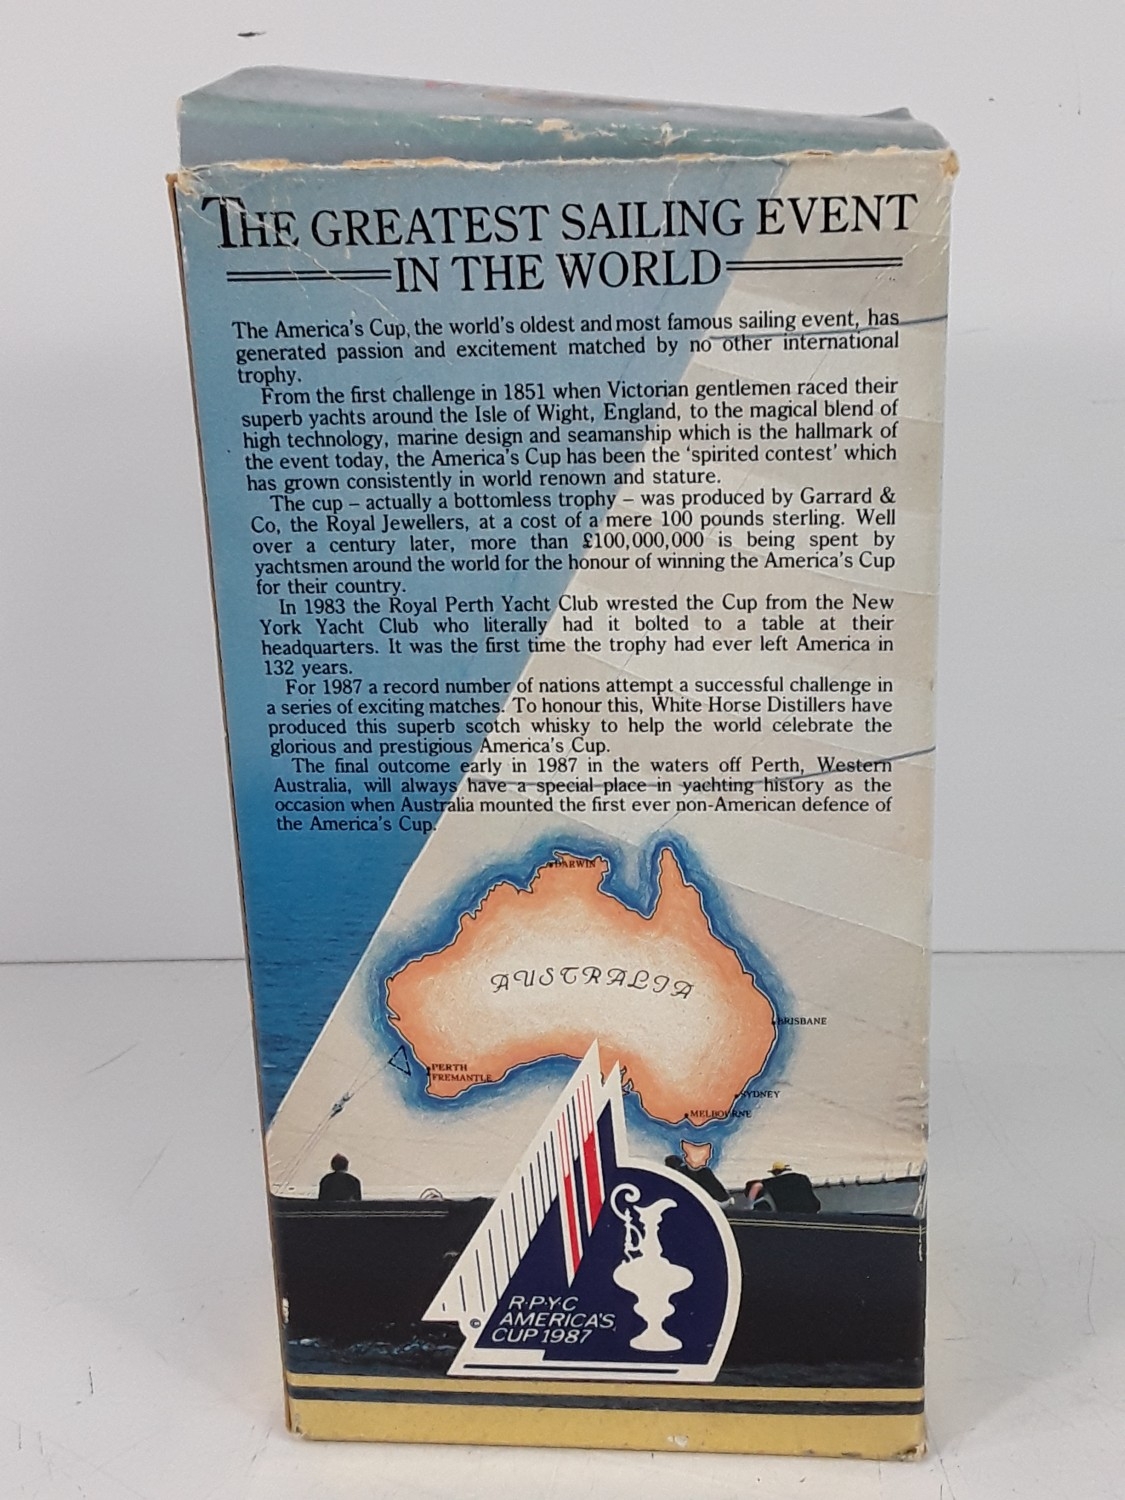 THE GREATEST SAILING EVENT
IN THE WORLD
The America's Cup, the world's oldest and most famous sailing event, has
generated passion and excitement matched by no other international
trophy.
From the first challenge in 1851 when Victorian gentlemen raced their
superb yachts around the Isle of Wight, England, to the magical blend of
high technology, marine design and seamanship which is the hallmark of
the event today, the America's Cup has been the 'spirited contest' which
has grown consistently in world renown and stature.
The cup – actually a bottomless trophy – was produced by Garrard &
Co, the Royal Jewellers, at a cost of a mere 100 pounds sterling. Well
over a century later, more than £100,000,000 is being spent by
yachtsmen around the world for the honour of winning the America's Cup
for their country.
In 1983 the Royal Perth Yacht Club wrested the Cup from the New
York Yacht Club who literally had it bolted to a table at their
headquarters. It was the first time the trophy had ever left America in
132 years.
For 1987 a record number of nations attempt a successful challenge in
a series of exciting matches. To honour this, White Horse Distillers have
produced this superb scotch whisky to help the world celebrate the
glorious and prestigious America's Cup.
The final outcome early in 1987 in the waters off Perth, Western
Australia, will always have a special place in yachting history as the
occasion when Australia mounted the first ever non-American defence of
the America's Cup.
DARWIN
AUSTRALIA
BRISBANE
PERTH
FREMANTLE
SYDNEY
MELBOURNE
R·P·Y·C
© AMERICA'S
CUP 1987